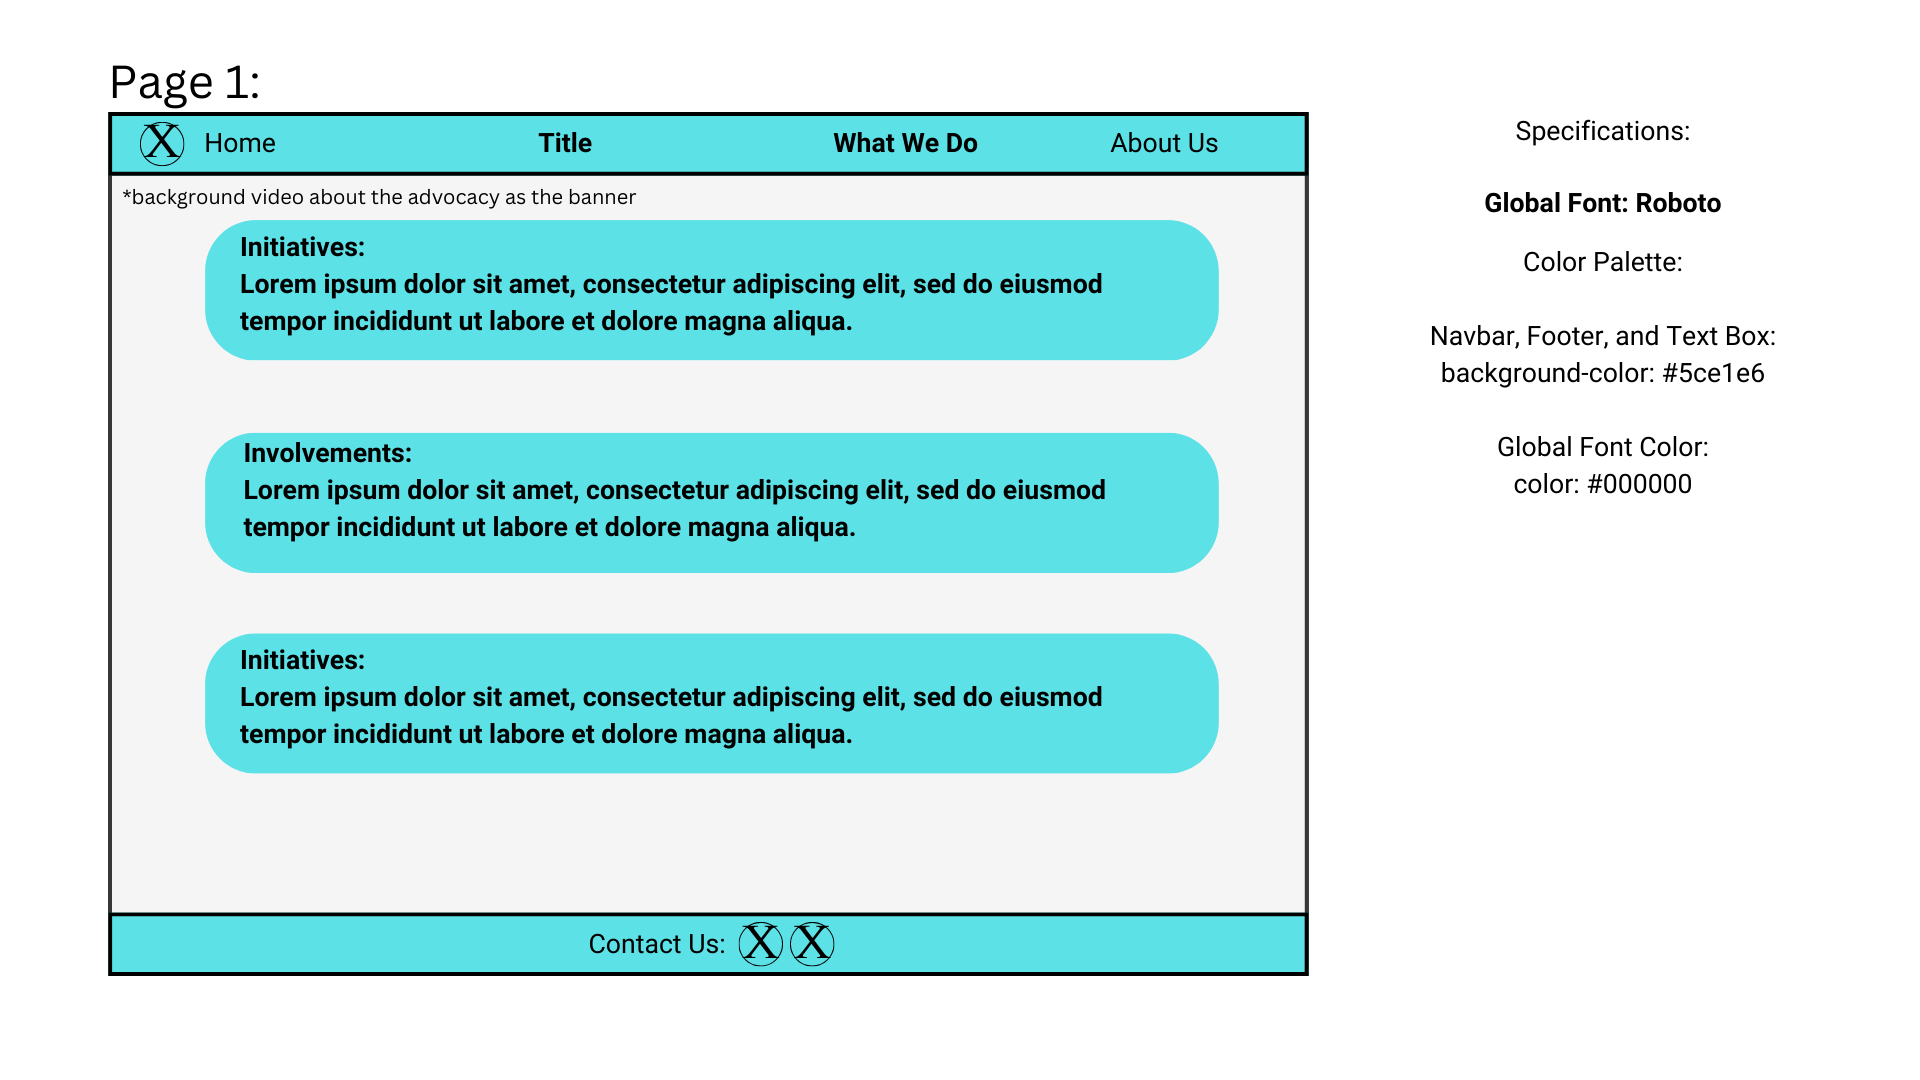 Page 1:
X Home Title What We Do About Us
*background video about the advocacy as the banner
Initiatives:
Lorem ipsum dolor sit amet, consectetur adipiscing elit, sed do eiusmod
tempor incididunt ut labore et dolore magna aliqua.
Involvements:
Lorem ipsum dolor sit amet, consectetur adipiscing elit, sed do eiusmod
tempor incididunt ut labore et dolore magna aliqua.
Initiatives:
Lorem ipsum dolor sit amet, consectetur adipiscing elit, sed do eiusmod
tempor incididunt ut labore et dolore magna aliqua.
Contact Us: X X
Specifications:
Global Font: Roboto
Color Palette:
Navbar, Footer, and Text Box:
background-color: #5ce1e6
Global Font Color:
color: #000000